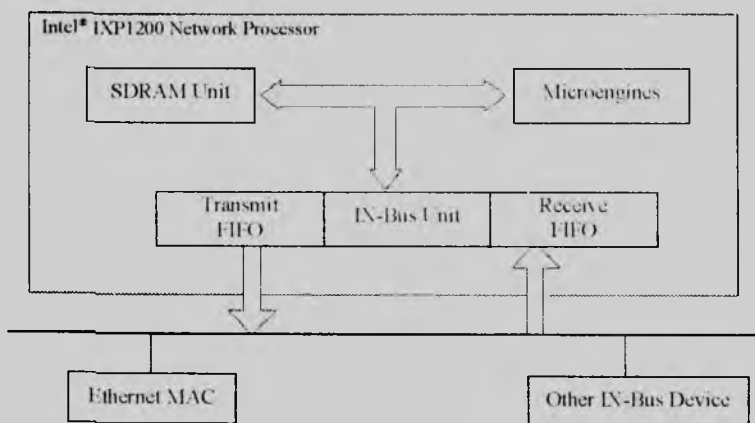 Intel® IXP1200 Network Processor
SDRAM Unit
Microengines
Transmit
FIFO
IX-Bus Unit
Receive
FIFO
Ethernet MAC
Other IX-Bus Device